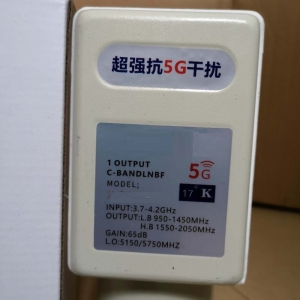 超强抗5G干扰
1 OUTPUT
C-BANDLNBF
MODEL:
5G
17° K
INPUT:3.7-4.2GHz
OUTPUT:L.B 950-1450MHz
H.B 1550-2050MHz
GAIN:65dB
L.O:5150/5750MHZ